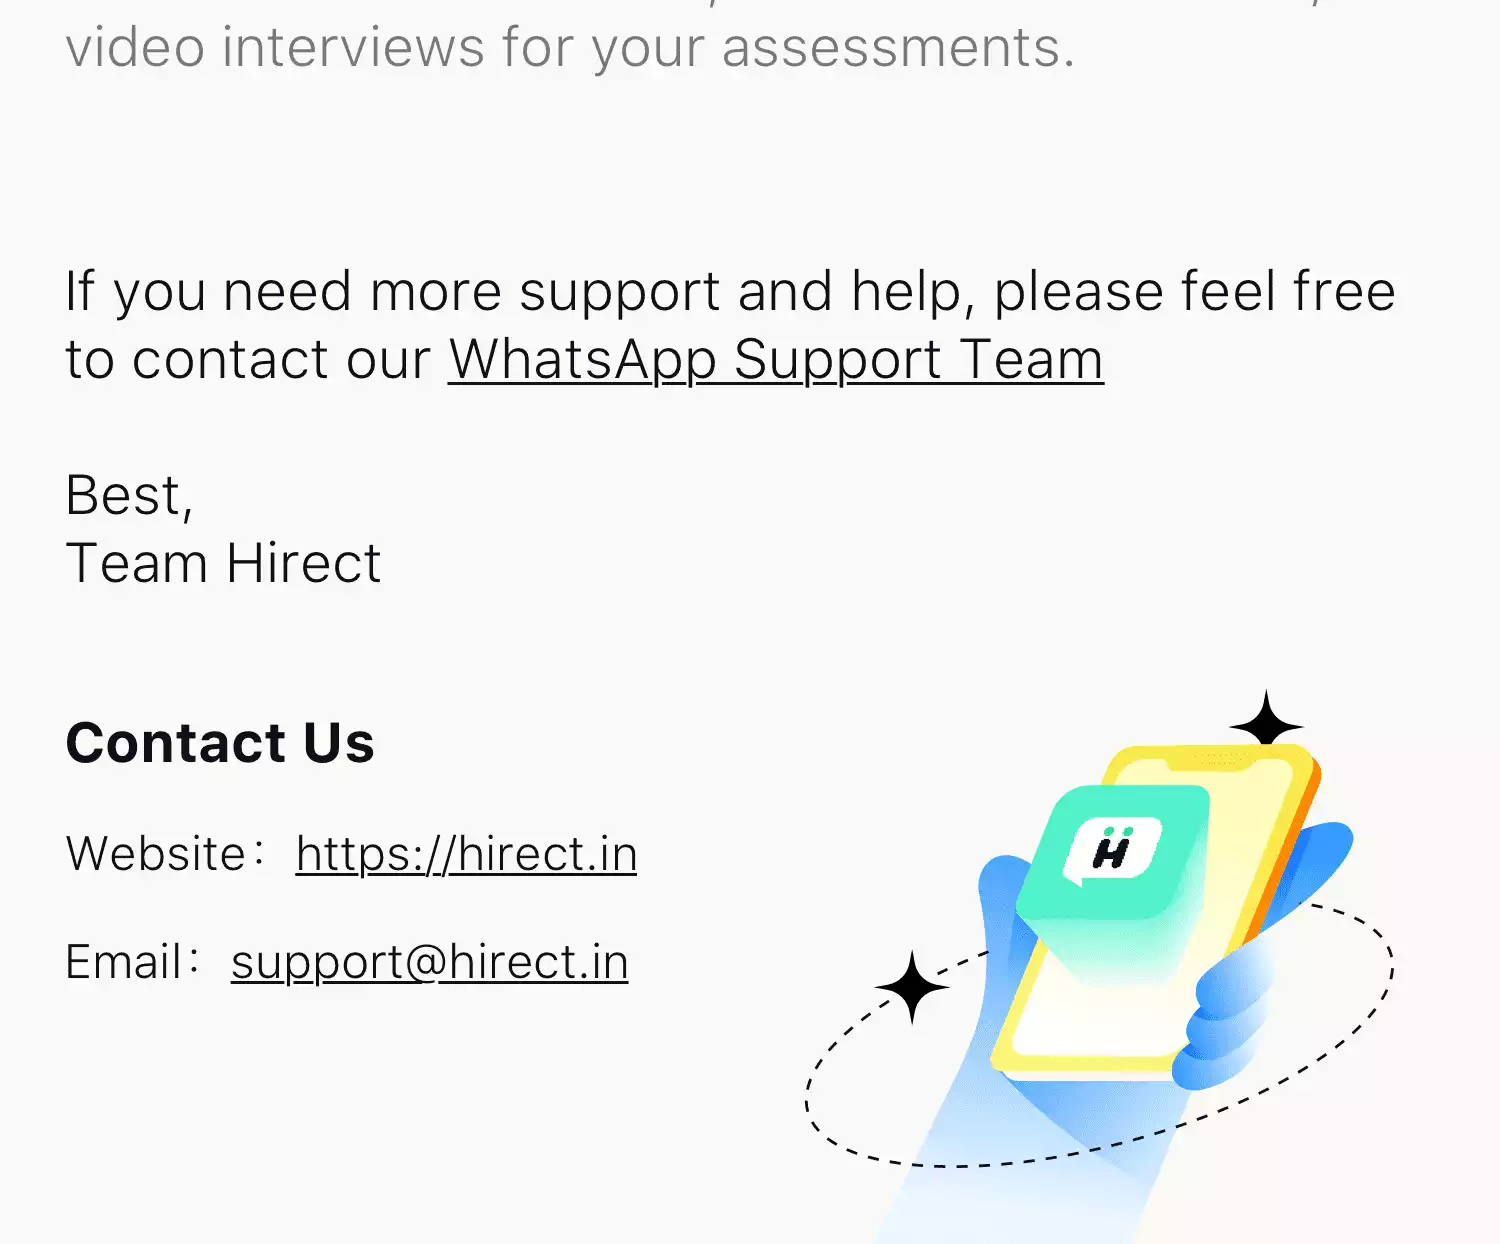 video interviews for your assessments.
If you need more support and help, please feel free
to contact our WhatsApp Support Team
Best,
Team Hirect
Contact Us
Website： https://hirect.in
Email： support@hirect.in
H